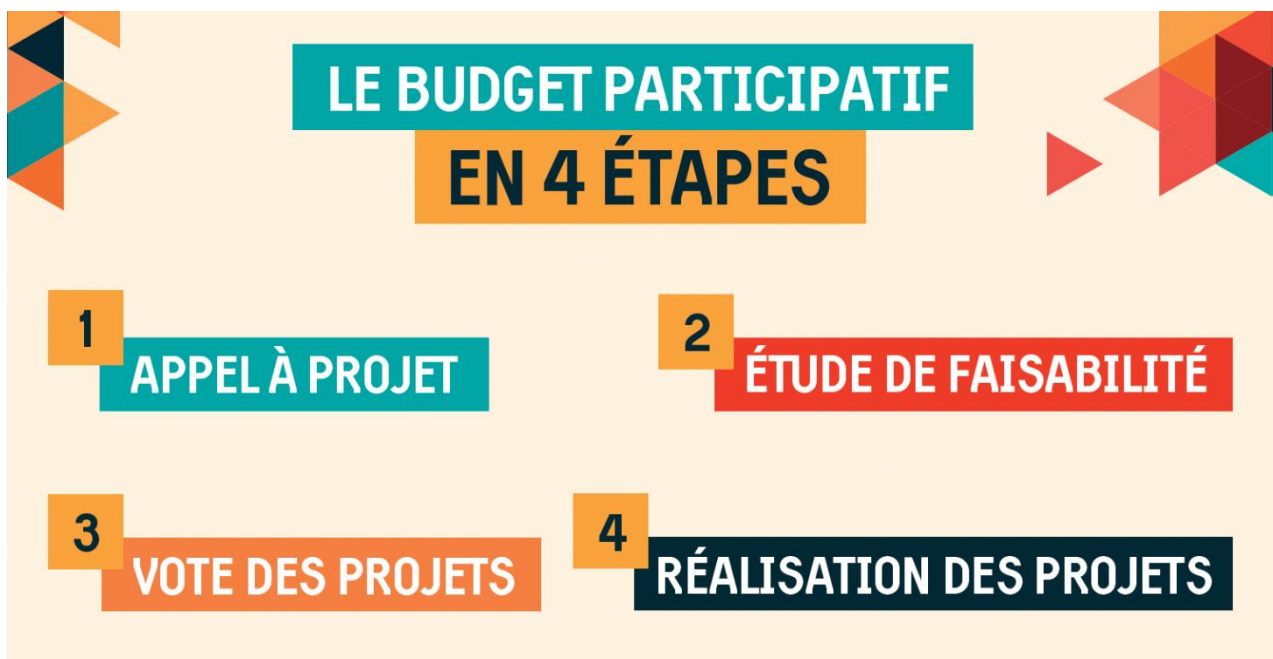 LE BUDGET PARTICIPATIF
EN 4 ÉTAPES
1
APPEL À PROJET
2
ÉTUDE DE FAISABILITÉ
3
VOTE DES PROJETS
4
RÉALISATION DES PROJETS